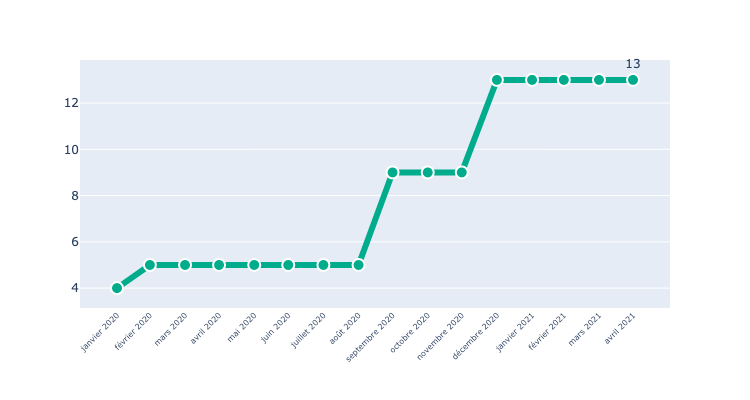 13
12
10
8
6
4
janvier 2020
février 2020
mars 2020
avril 2020
mai 2020
juin 2020
juillet 2020
août 2020
septembre 2020
octobre 2020
novembre 2020
décembre 2020
janvier 2021
février 2021
mars 2021
avril 2021